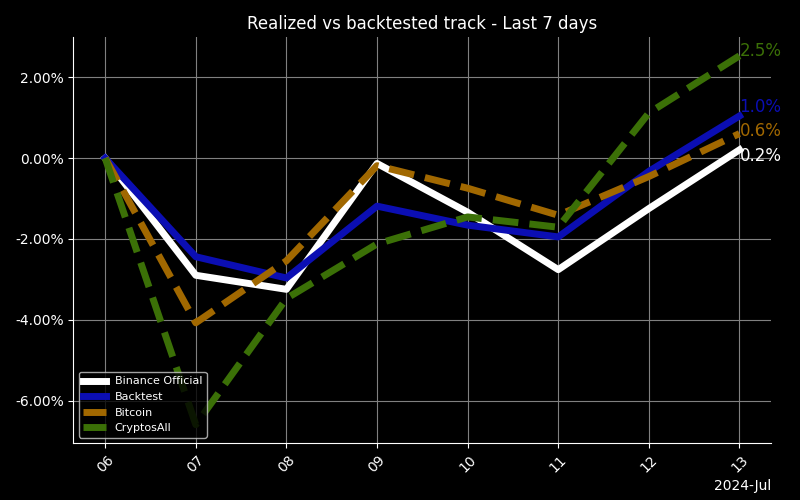 Realized vs backtested track - Last 7 days
2.00%
0.00%
-2.00%
-4.00%
-6.00%
2.5%
1.0%
0.6%
0.2%
Binance Official
Backtest
Bitcoin
CryptosAll
06
07
08
09
10
11
12
13
2024-Jul